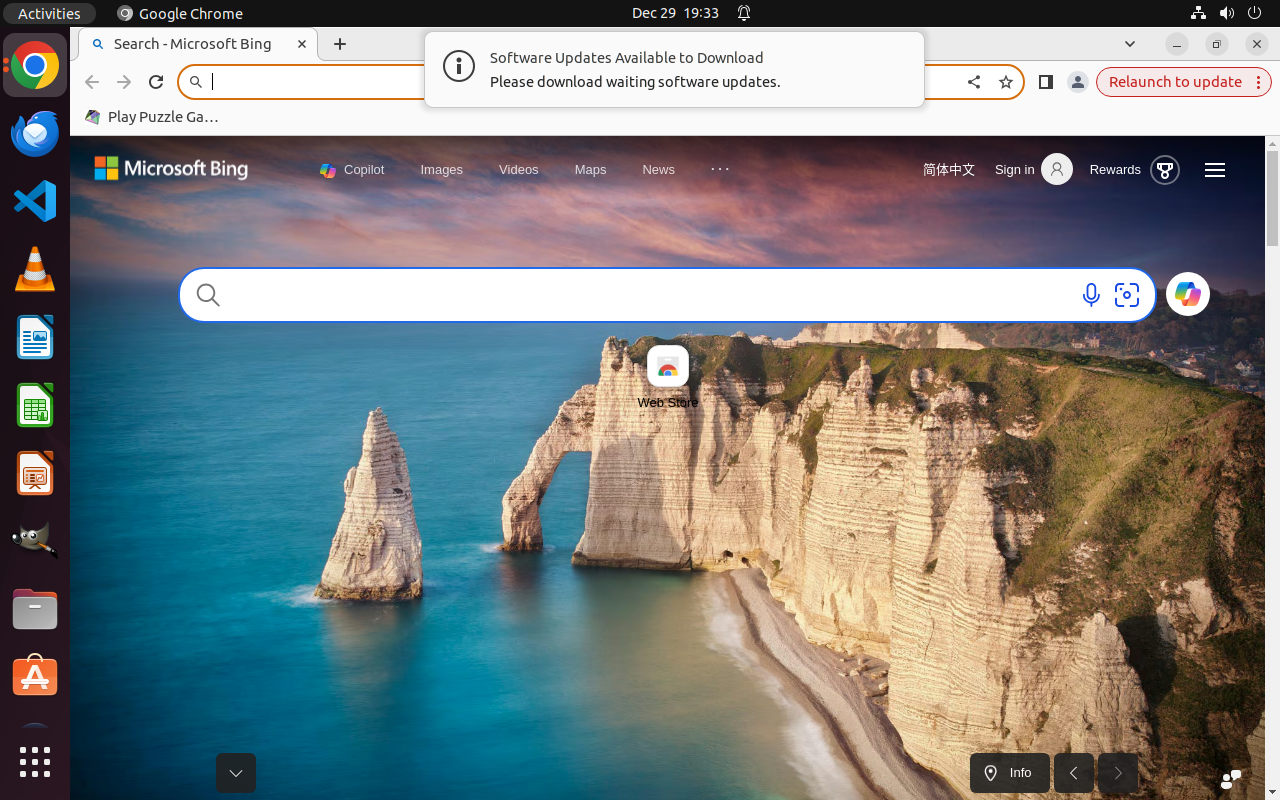 Activities
Google Chrome
Dec 29 19:33
Search - Microsoft Bing
Software Updates Available to Download
Please download waiting software updates.
Relaunch to update
Play Puzzle Ga…
Microsoft Bing
Copilot
Images
Videos
Maps
News
简体中文
Sign in
Rewards
Web Store
Info